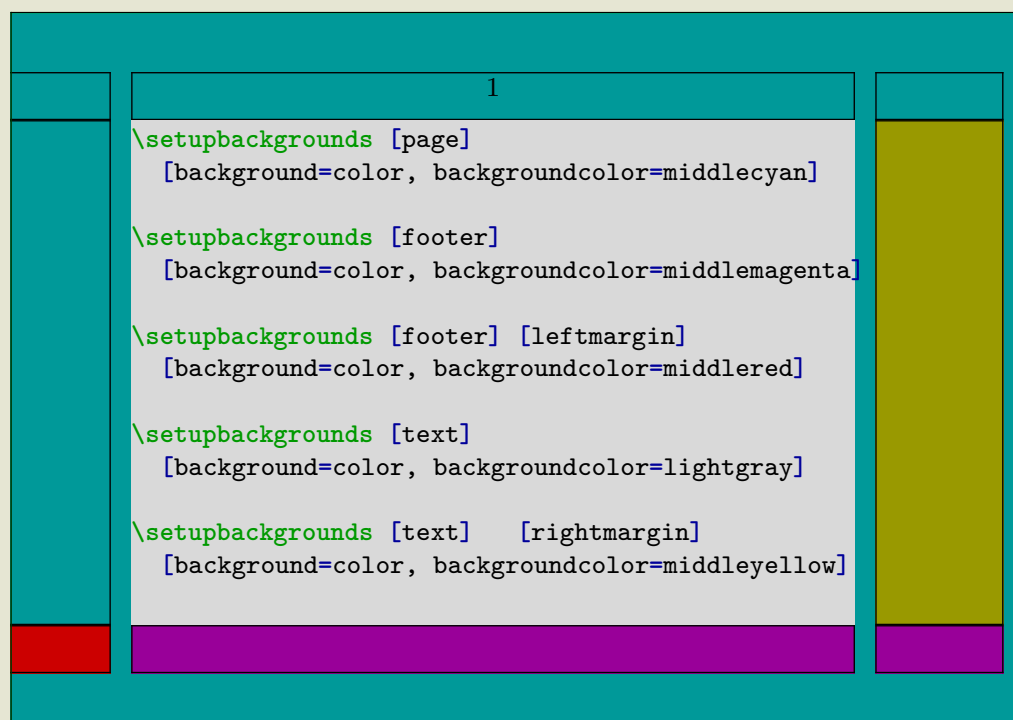 1
\setupbackgrounds [page]
  [background=color, backgroundcolor=middlecyan]
\setupbackgrounds [footer]
  [background=color, backgroundcolor=middlemagenta]
\setupbackgrounds [footer] [leftmargin]
  [background=color, backgroundcolor=middlered]
\setupbackgrounds [text]
  [background=color, backgroundcolor=lightgray]
\setupbackgrounds [text]   [rightmargin]
  [background=color, backgroundcolor=middleyellow]